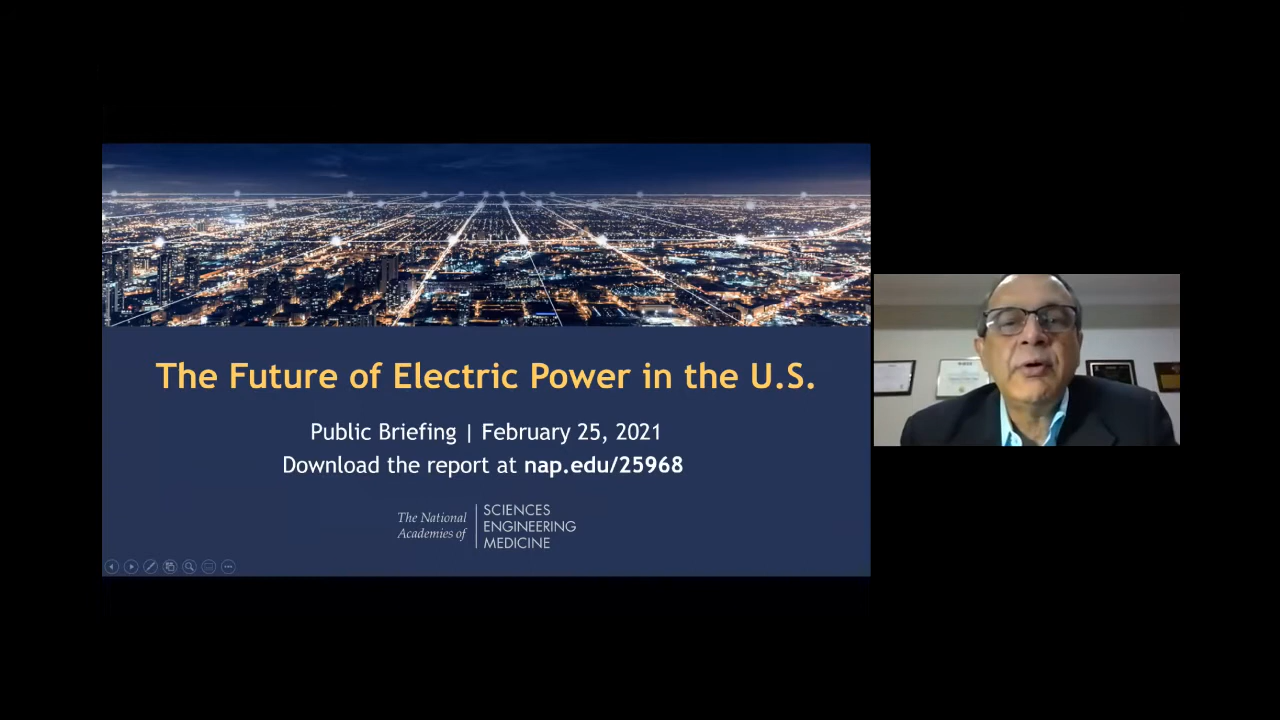 The Future of Electric Power in the U.S.
Public Briefing | February 25, 2021
Download the report at nap.edu/25968
The National
Academies of
SCIENCES
ENGINEERING
MEDICINE